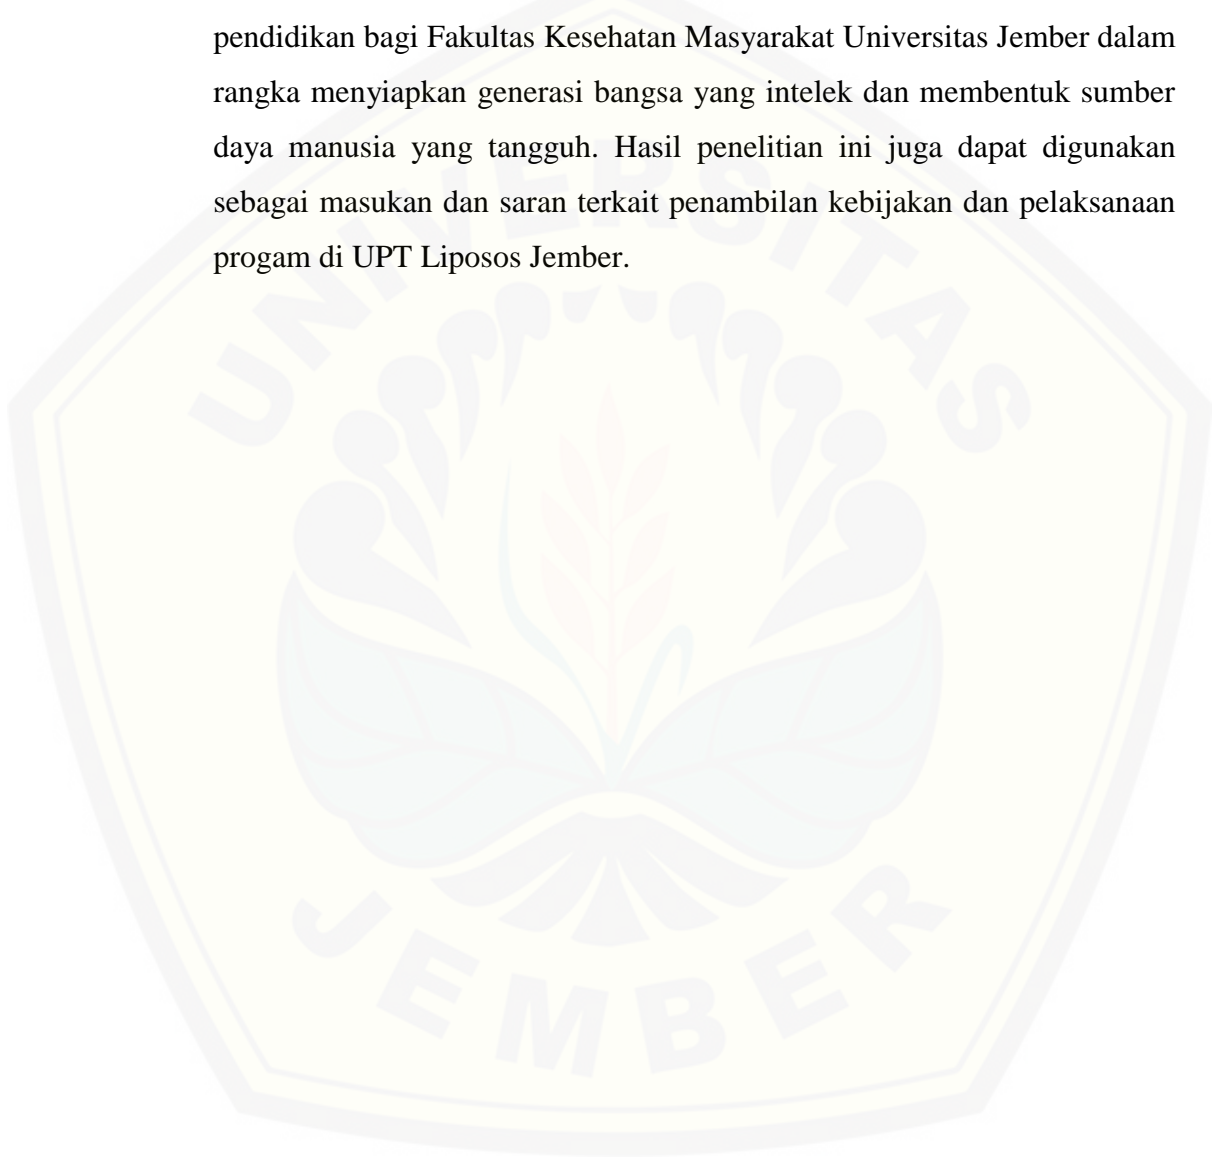 pendidikan bagi Fakultas Kesehatan Masyarakat Universitas Jember dalam
rangka menyiapkan generasi bangsa yang intelek dan membentuk sumber
daya manusia yang tangguh. Hasil penelitian ini juga dapat digunakan
sebagai masukan dan saran terkait penambilan kebijakan dan pelaksanaan
progam di UPT Liposos Jember.
UNIVERSITAS
JEMBER